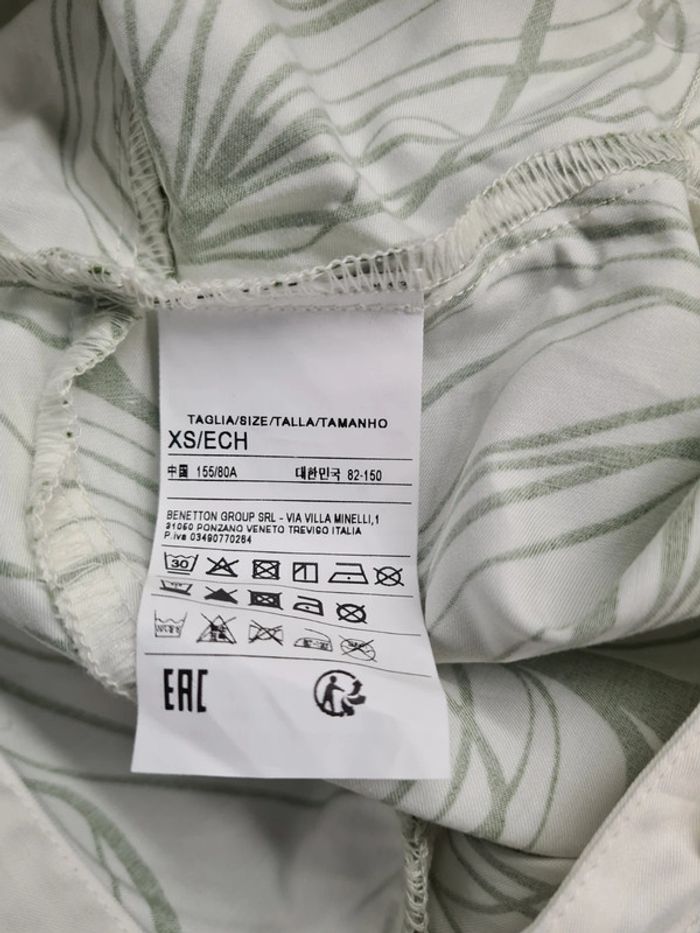 TAGLIA/SIZE/TALLA/TAMANHO
XS/ECH
中国 155/80A 대한민국 82-150
BENETTON GROUP SRL - VIA VILLA MINELLI,1
31050 PONZANO VENETO TREVISO ITALIA
P.iva 03490770264
30
EAC